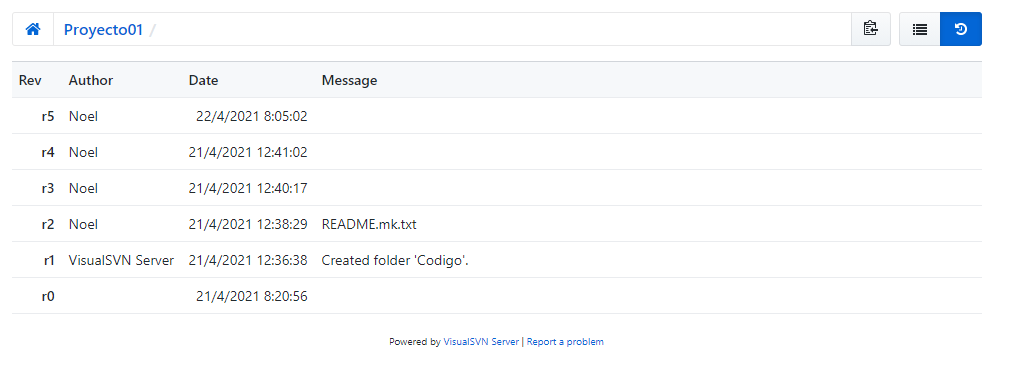 Proyecto01 /
Rev Author Date Message
r5 Noel 22/4/2021 8:05:02
r4 Noel 21/4/2021 12:41:02
r3 Noel 21/4/2021 12:40:17
r2 Noel 21/4/2021 12:38:29 README.mk.txt
r1 VisualSVN Server 21/4/2021 12:36:38 Created folder 'Codigo'.
r0 21/4/2021 8:20:56
Powered by VisualSVN Server | Report a problem